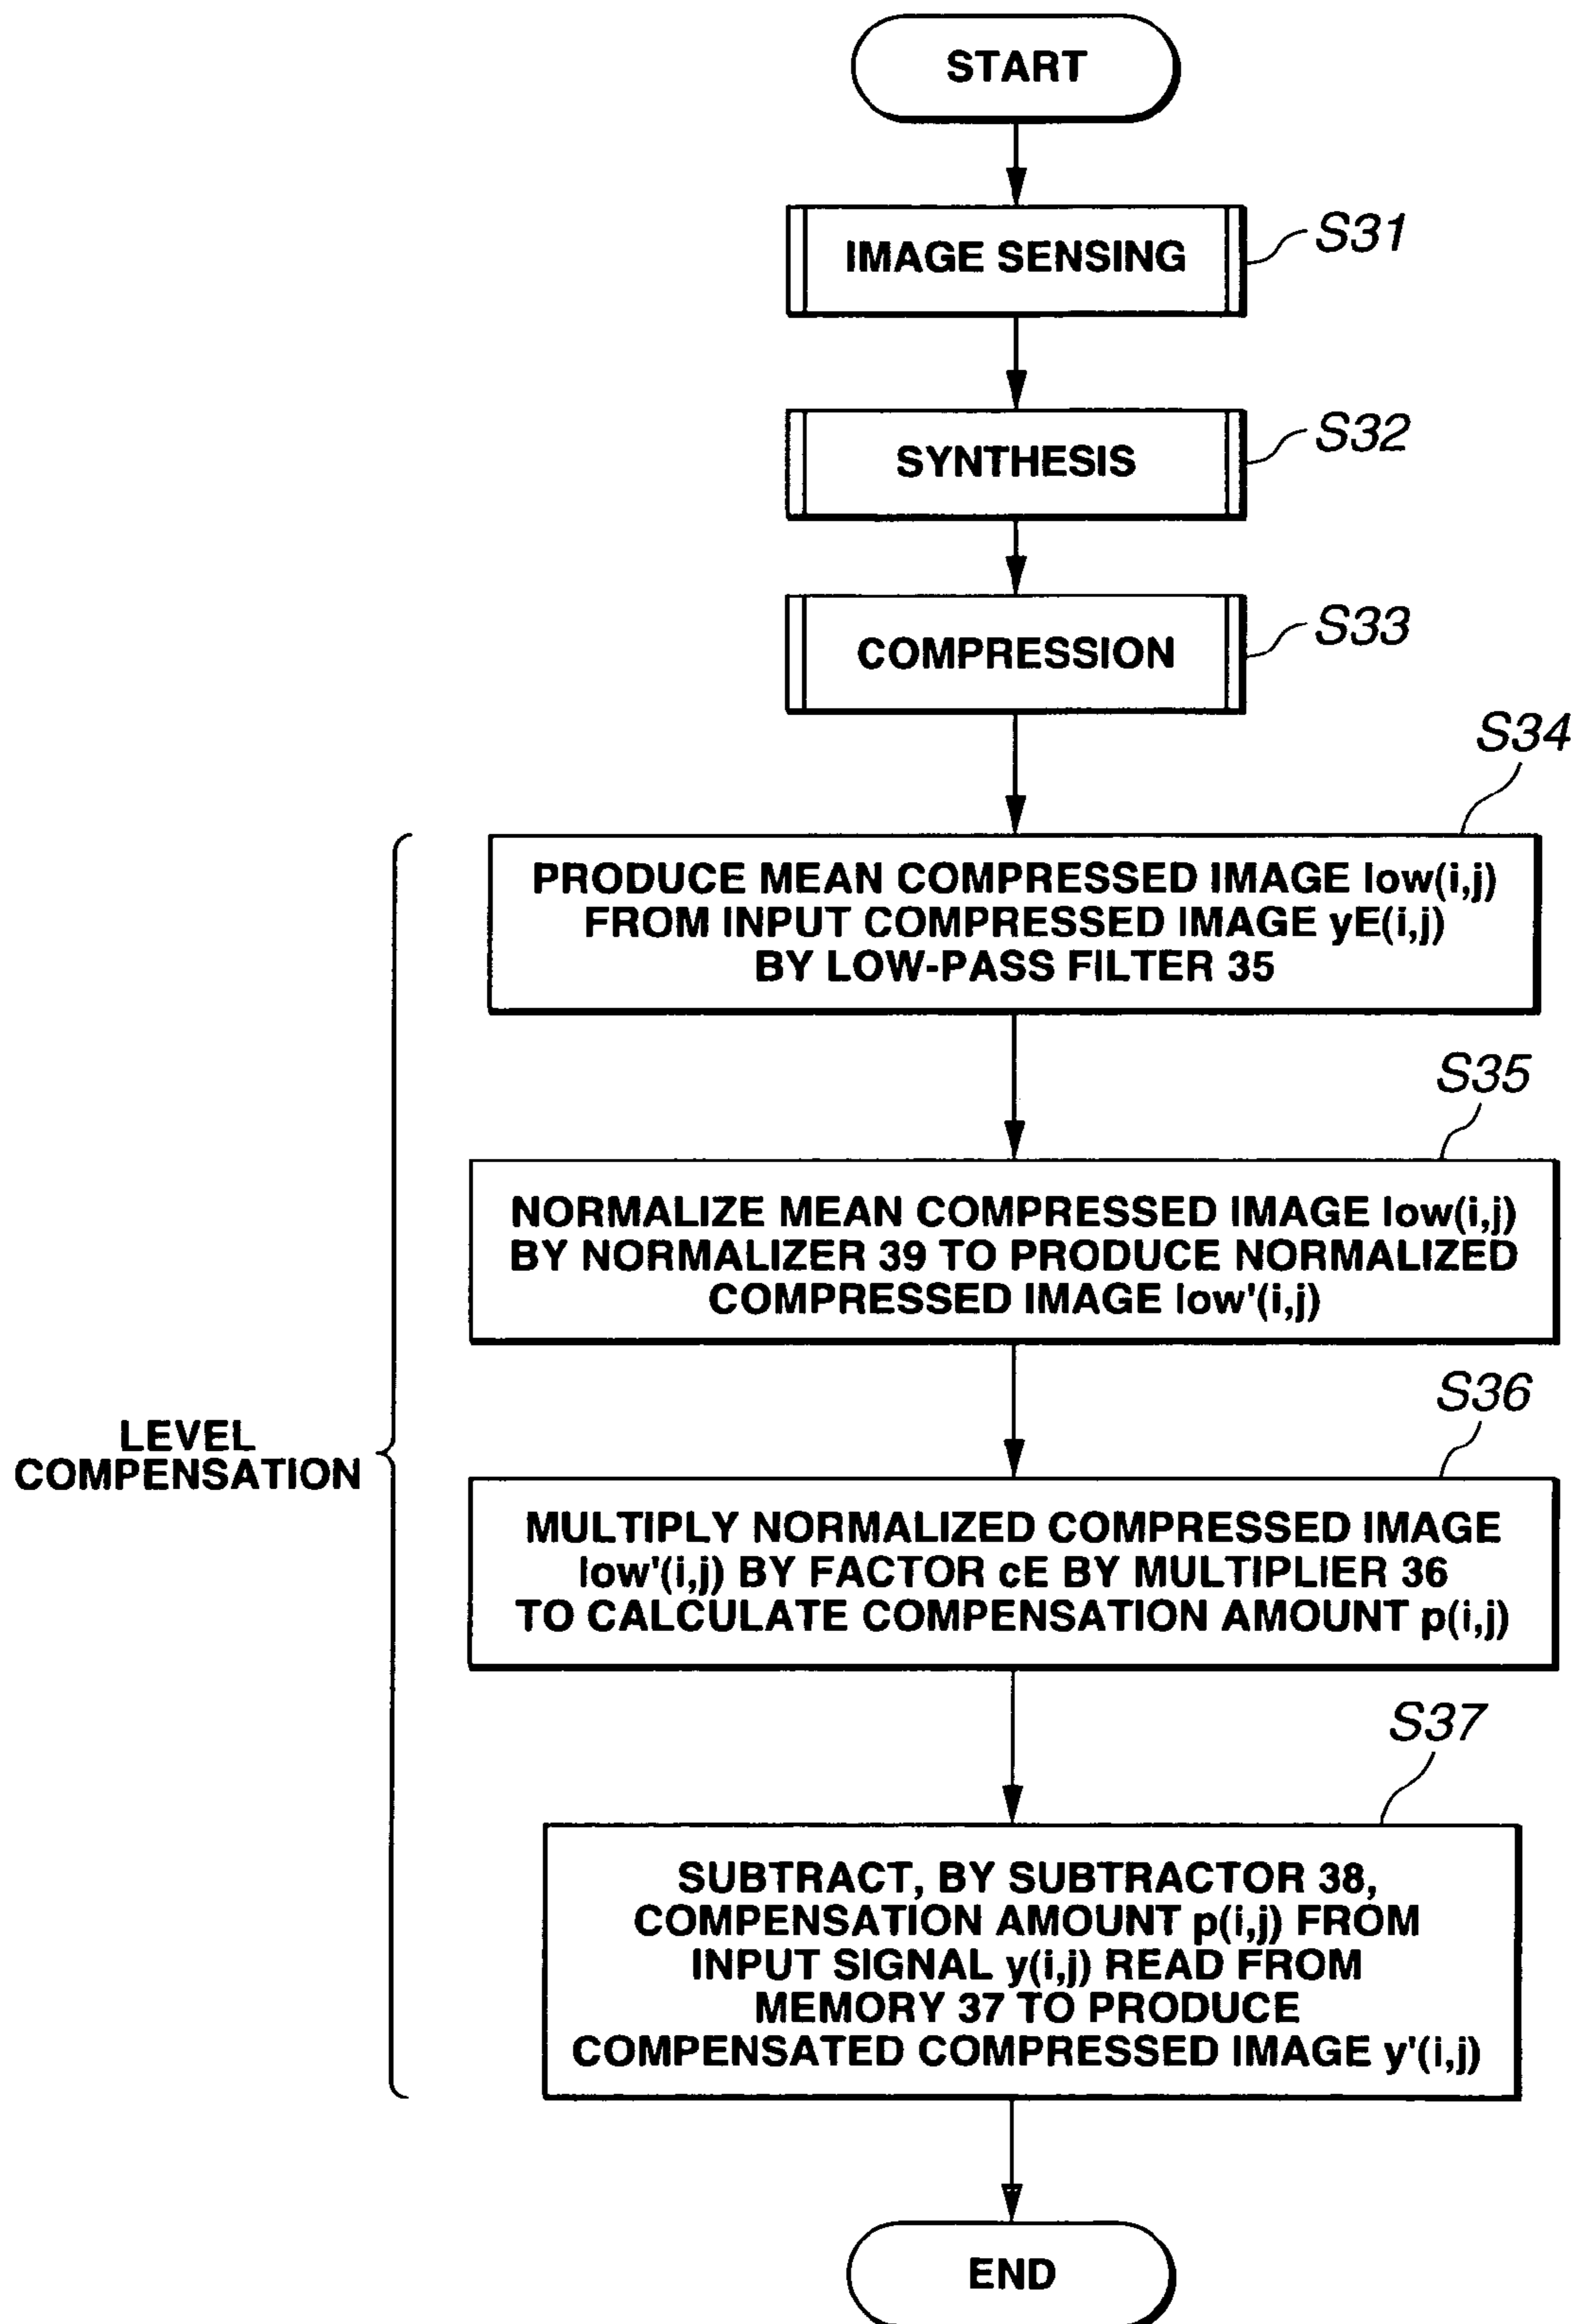 START
IMAGE SENSING
S31
SYNTHESIS
S32
COMPRESSION
S33
S34
PRODUCE MEAN COMPRESSED IMAGE low(i,j)
FROM INPUT COMPRESSED IMAGE yE(i,j)
BY LOW-PASS FILTER 35
S35
NORMALIZE MEAN COMPRESSED IMAGE low(i,j)
BY NORMALIZER 39 TO PRODUCE NORMALIZED
COMPRESSED IMAGE low'(i,j)
LEVEL
COMPENSATION
S36
MULTIPLY NORMALIZED COMPRESSED IMAGE
low'(i,j) BY FACTOR cE BY MULTIPLIER 36
TO CALCULATE COMPENSATION AMOUNT p(i,j)
S37
SUBTRACT, BY SUBTRACTOR 38,
COMPENSATION AMOUNT p(i,j) FROM
INPUT SIGNAL y(i,j) READ FROM
MEMORY 37 TO PRODUCE
COMPENSATED COMPRESSED IMAGE y'(i,j)
END